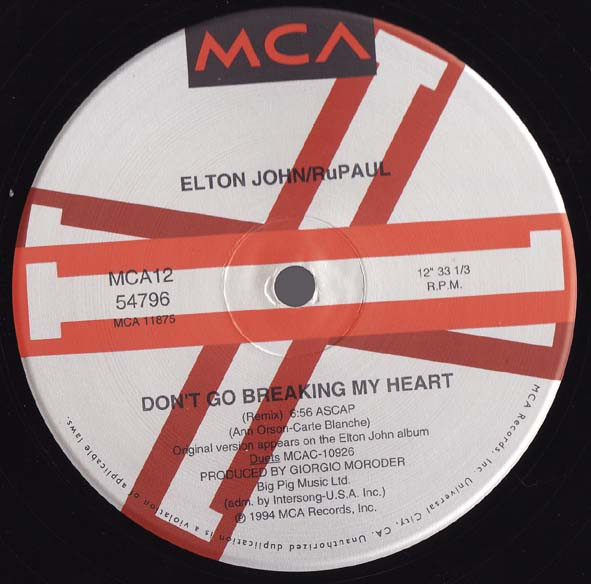 MCA
ELTON JOHN/RuPAUL
MCA12
54796
MCA 11875
12" 33 1/3
R.P.M.
DON'T GO BREAKING MY HEART
(Remix) 6:56 ASCAP
(Ann Orson-Carte Blanche)
Original version appears on the Elton John album
Duets MCAC-10926
PRODUCED BY GIORGIO MORODER
Big Pig Music Ltd.
(adm. by Intersong-U.S.A. Inc.)
℗ 1994 MCA Records, Inc.
MCA Records, Inc. Universal City, CA. Unauthorized duplication is a violation of applicable laws.